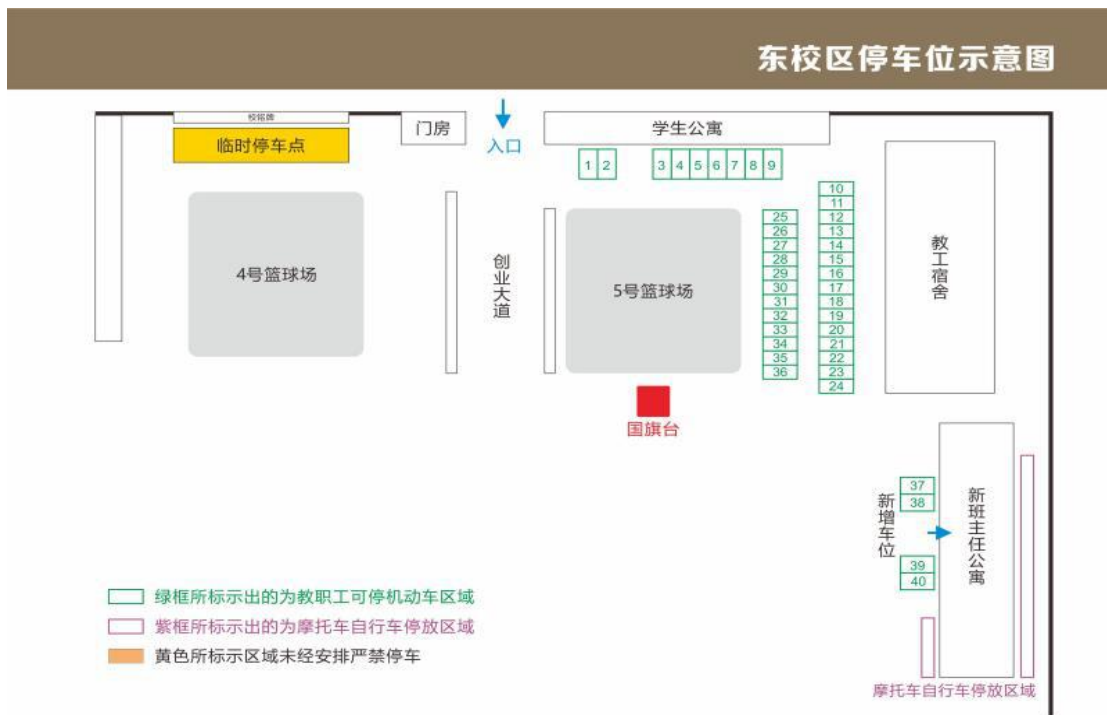 东校区停车位示意图
校铭牌
临时停车点
门房
入口
学生公寓
1 2 3 4 5 6 7 8 9
10
11
12
13
14
15
16
17
18
19
20
21
22
23
24
25
26
27
28
29
30
31
32
33
34
35
36
4号篮球场
创业大道
5号篮球场
教工宿舍
国旗台
37
38
39
40
新增车位
新班主任公寓
绿框所标示出的为教职工可停机动车区域
紫框所标示出的为摩托车自行车停放区域
黄色所标示区域未经安排严禁停车
摩托车自行车停放区域